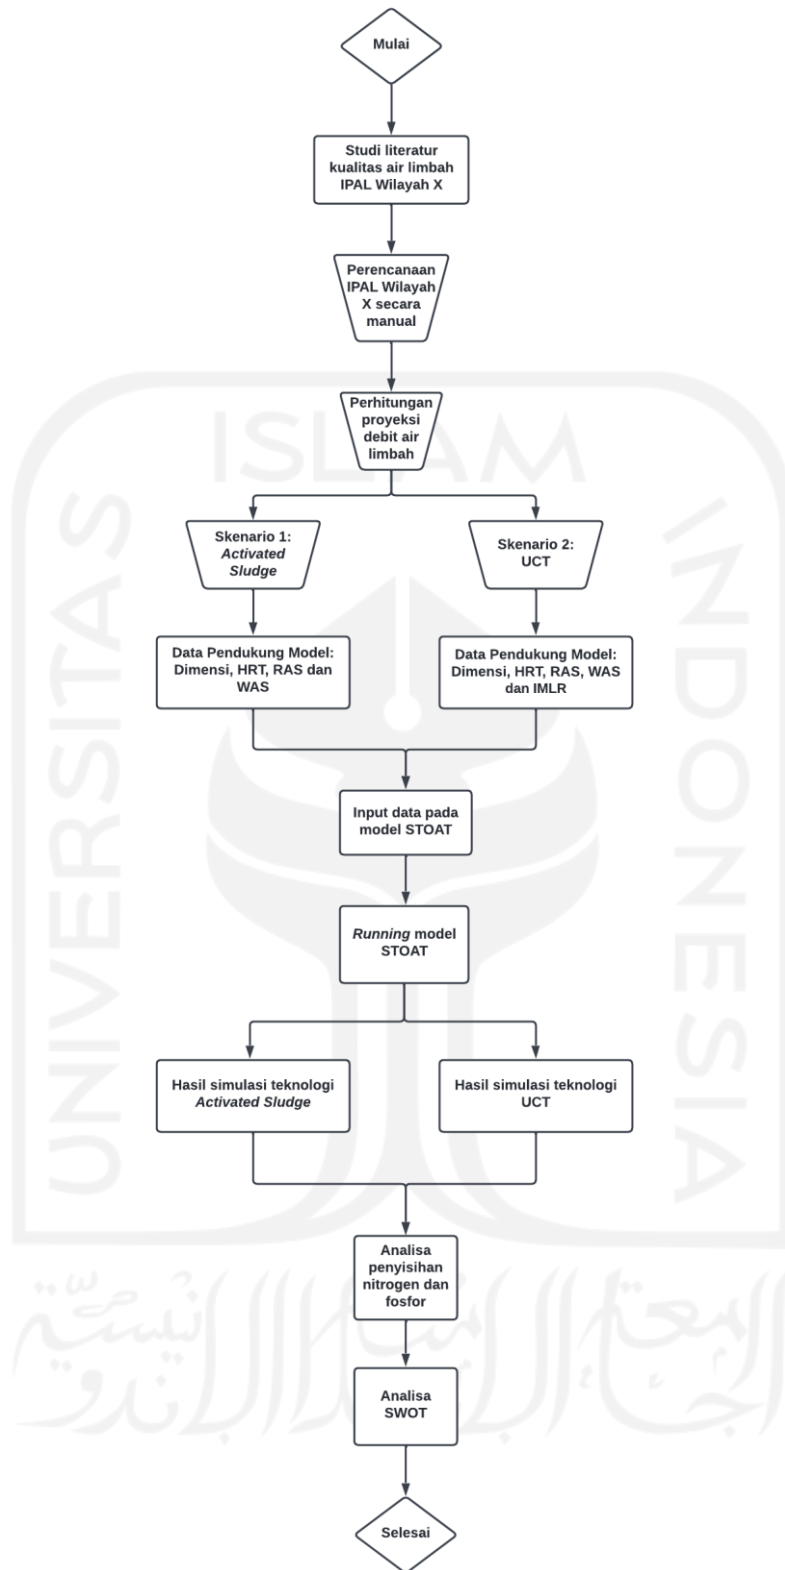 Mulai
Studi literatur
kualitas air limbah
IPAL Wilayah X
Perencanaan
IPAL Wilayah
X secara
manual
Perhitungan
proyeksi
debit air
limbah
Skenario 1:
Activated
Sludge
Skenario 2:
UCT
Data Pendukung Model:
Dimensi, HRT, RAS dan
WAS
Data Pendukung Model:
Dimensi, HRT, RAS, WAS
dan IMLR
Input data pada
model STOAT
Running model
STOAT
Hasil simulasi teknologi
Activated Sludge
Hasil simulasi teknologi
UCT
Analisa
penyisihan
nitrogen dan
fosfor
Analisa
SWOT
Selesai
UNIVERSITAS
ISLAM
INDONESIA